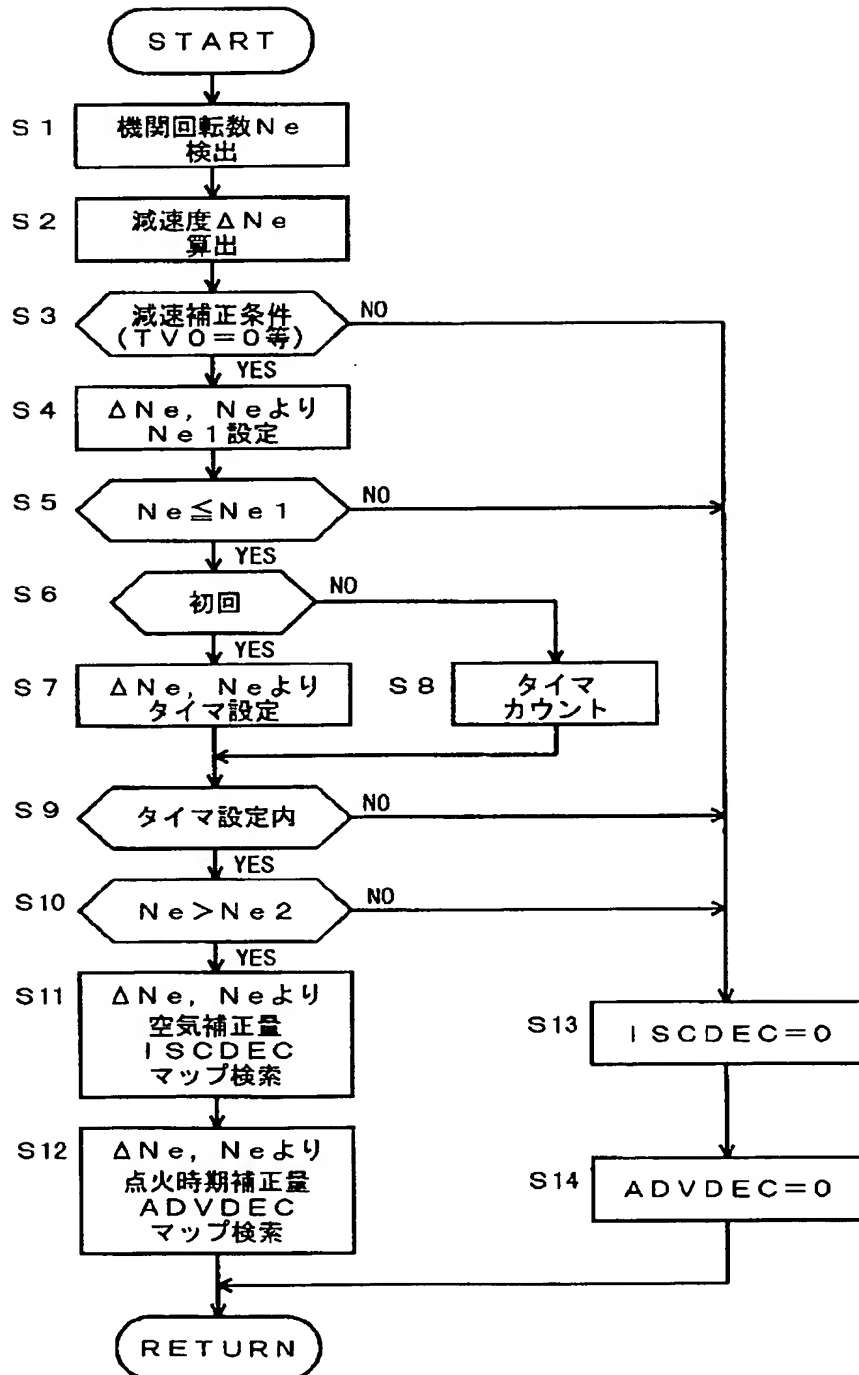 START
S1
機関回転数Ne
検出
S2
減速度ΔNe
算出
S3
減速補正条件
(TVO=0等)
NO
YES
S4
ΔNe, Neより
Ne1設定
S5
Ne≦Ne1
NO
YES
S6
初回
NO
YES
S7
ΔNe, Neより
タイマ設定
S8
タイマ
カウント
S9
タイマ設定内
NO
YES
S10
Ne>Ne2
NO
YES
S11
ΔNe, Neより
空気補正量
ISCDEC
マップ検索
S13
ISCDEC=0
S12
ΔNe, Neより
点火時期補正量
ADVDEC
マップ検索
S14
ADVDEC=0
RETURN